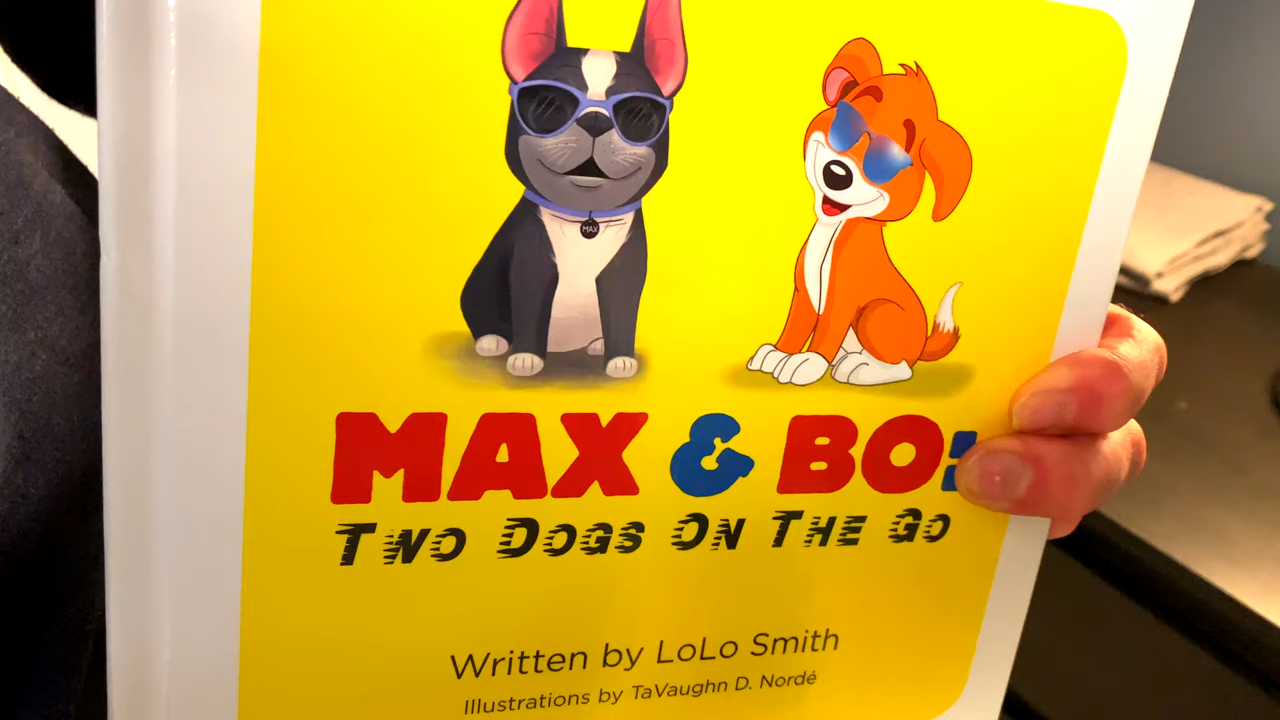 MAX
MAX & BO:
TWO DOGS ON THE GO
Written by LoLo Smith
Illustrations by TaVaughn D. Nordé